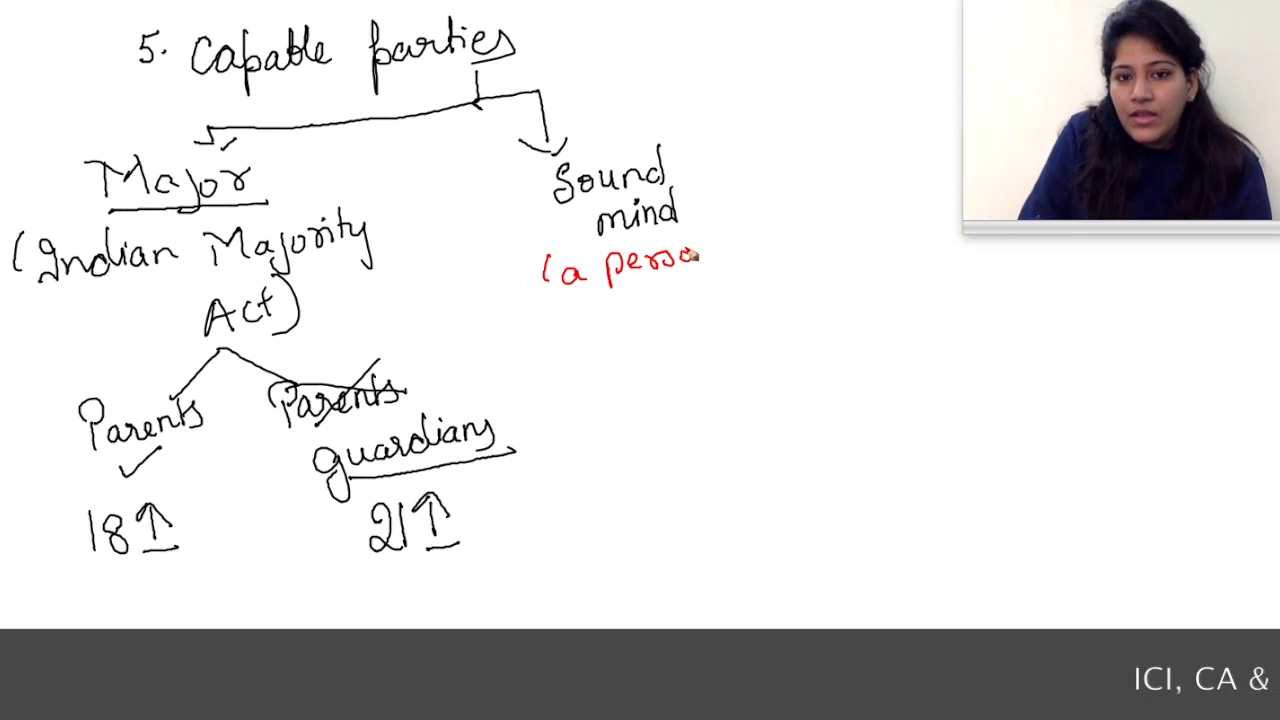 5. Capable parties
Major
Sound
mind
(Indian Majority
Act)
(a perso
Parents
Parents
guardians
18↑
21↑
ICI, CA &